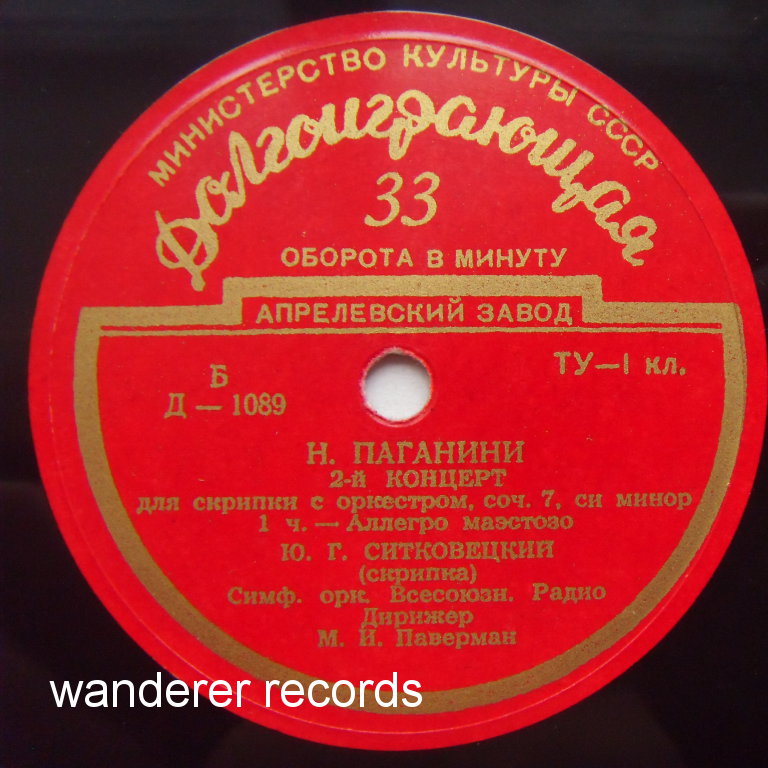 МИНИСТЕРСТВО КУЛЬТУРЫ СССР
Долгоиграющая
33
ОБОРОТА В МИНУТУ
АПРЕЛЕВСКИЙ ЗАВОД
Б
Д — 1089
ТУ—1 кл.
Н. ПАГАНИНИ
2-й КОНЦЕРТ
для скрипки с оркестром, соч. 7, си минор
1 ч. — Аллегро маэстозо
Ю. Г. СИТКОВЕЦКИЙ
(скрипка)
Симф. орк. Всесоюзн. Радио
Дирижер
М. И. Паверман
wanderer records